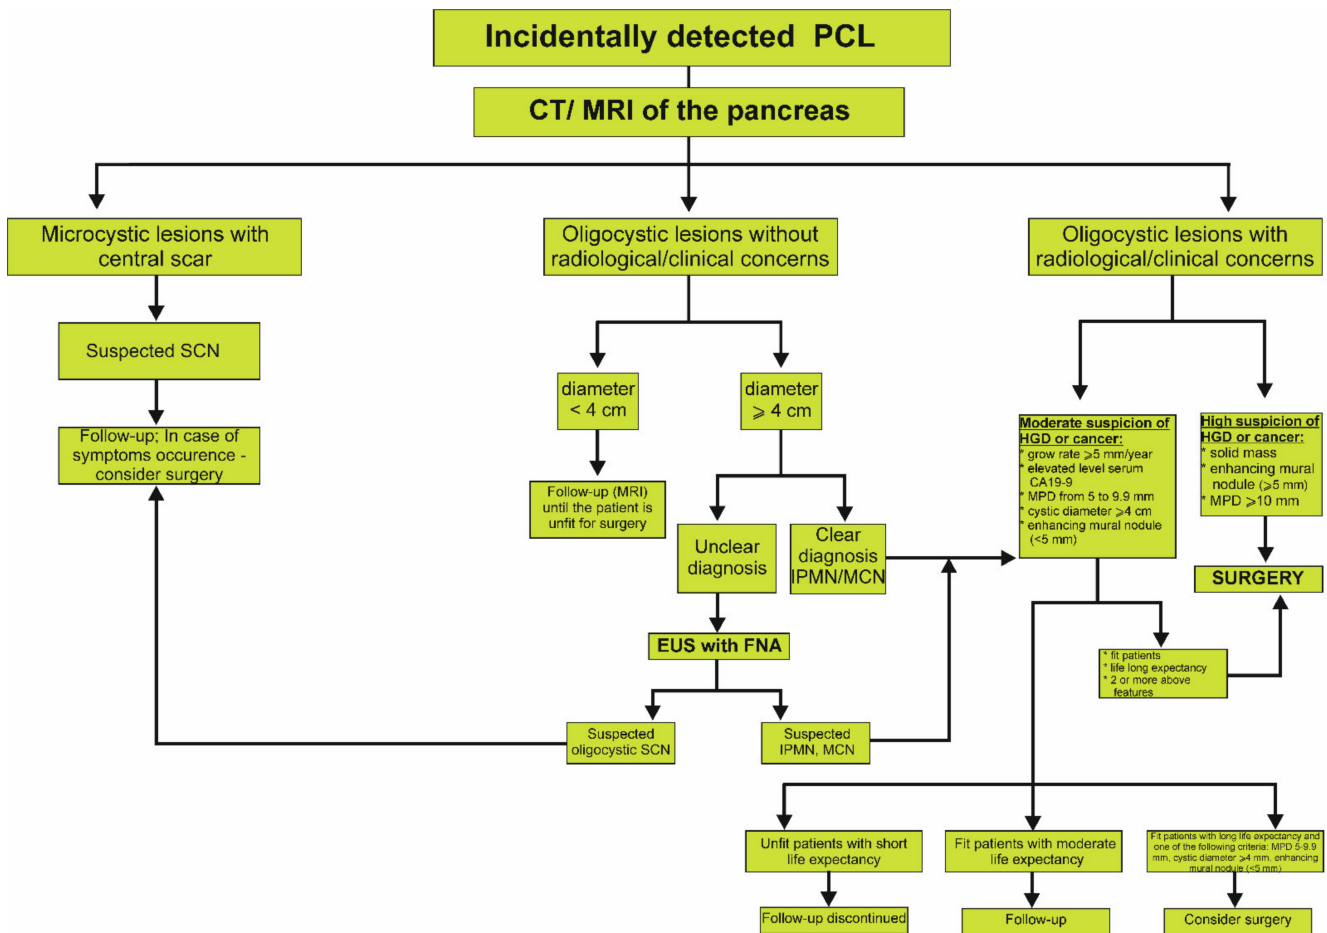 Incidentally detected PCL
CT/ MRI of the pancreas
Microcystic lesions with
central scar
Oligocystic lesions without
radiological/clinical concerns
Oligocystic lesions with
radiological/clinical concerns
Suspected SCN
diameter
< 4 cm
diameter
⩾ 4 cm
Follow-up; In case of
symptoms occurence -
consider surgery
Moderate suspicion of
HGD or cancer:
* grow rate ⩾5 mm/year
* elevated level serum
CA19-9
* MPD from 5 to 9.9 mm
* cystic diameter ⩾4 cm
* enhancing mural nodule
(<5 mm)
High suspicion of
HGD or cancer:
* solid mass
* enhancing mural
nodule (⩾5 mm)
* MPD ⩾10 mm
Follow-up (MRI)
until the patient is
unfit for surgery
Unclear
diagnosis
Clear
diagnosis
IPMN/MCN
SURGERY
EUS with FNA
* fit patients
* life long expectancy
* 2 or more above
features
Suspected
oligocystic SCN
Suspected
IPMN, MCN
Unfit patients with short
life expectancy
Fit patients with moderate
life expectancy
Fit patients with long life expectancy and
one of the following criteria: MPD 5-9.9
mm, cystic diameter ⩾4 mm, enhancing
mural nodule (<5 mm)
Follow-up discontinued
Follow-up
Consider surgery